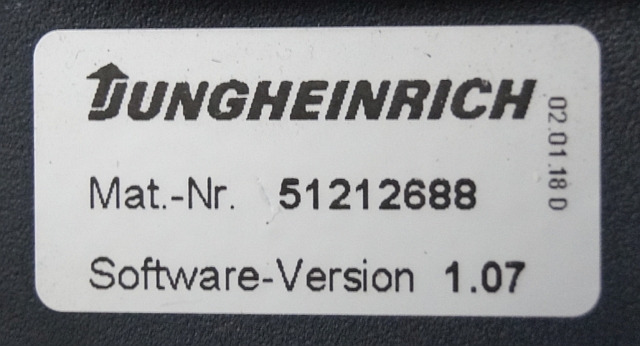 JUNGHEINRICH
Mat.-Nr. 51212688
Software-Version 1.07
02.01.18 D